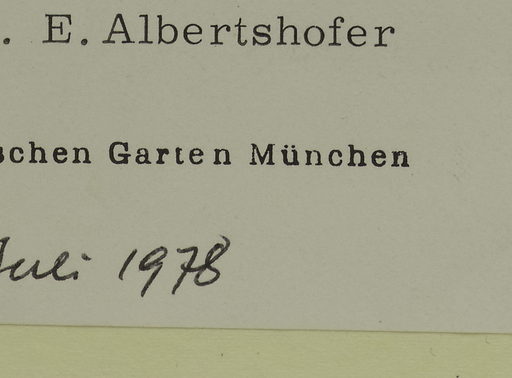 . E. Albertshofer
schen Garten München
Juli 1978